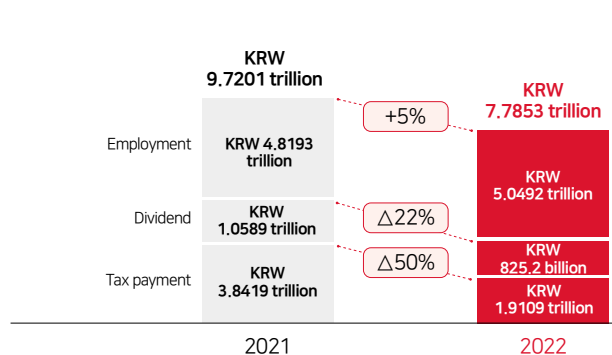 KRW
9.7201 trillion
KRW
7.7853 trillion
+5%
Employment
KRW 4.8193
trillion
KRW
5.0492 trillion
Dividend
KRW
1.0589 trillion
△22%
KRW
825.2 billion
Tax payment
KRW
3.8419 trillion
△50%
KRW
1.9109 trillion
2021
2022